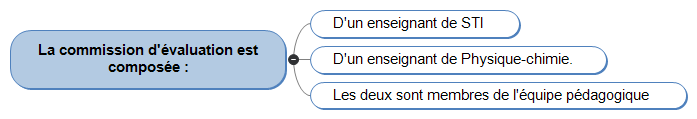 La commission d'évaluation est
composée :
D'un enseignant de STI
D'un enseignant de Physique-chimie.
Les deux sont membres de l'équipe pédagogique